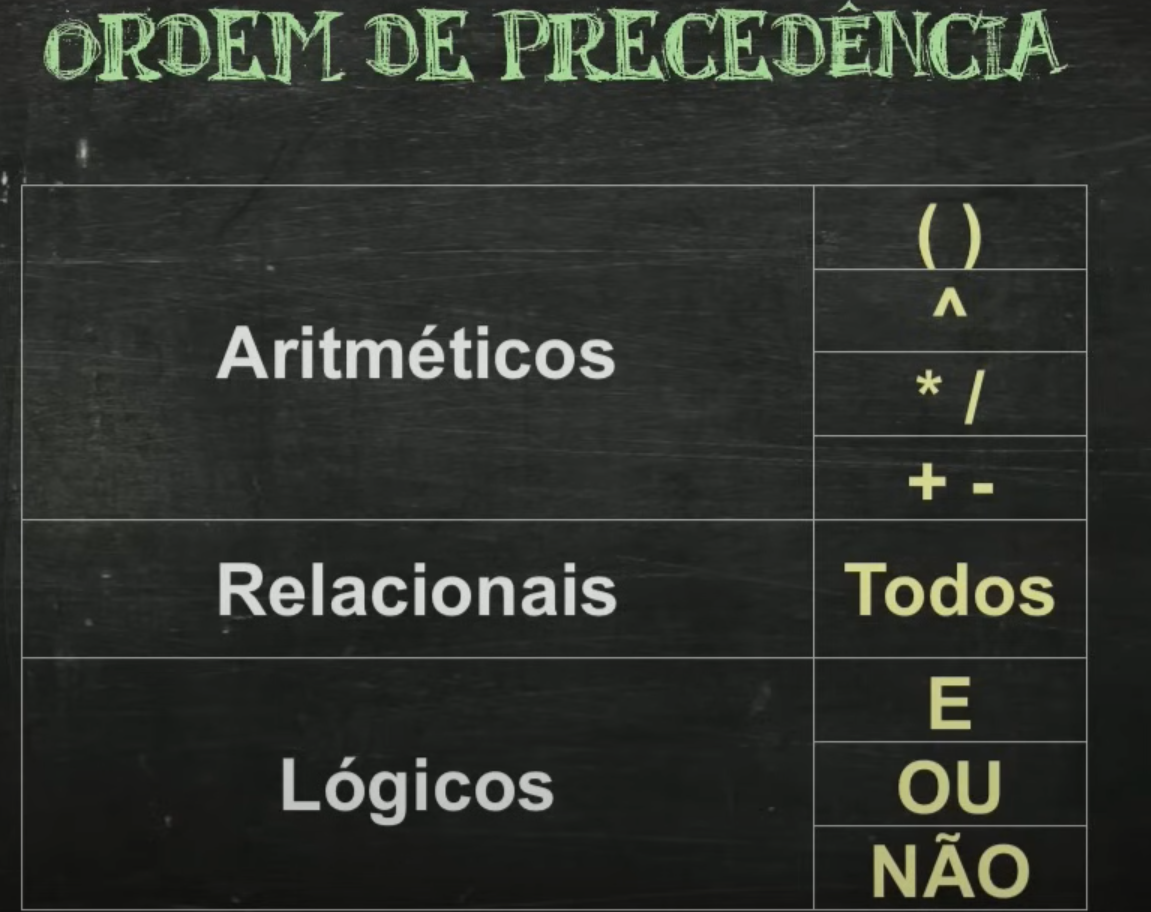 ORDEM DE PRECEDÊNCIA
Aritméticos
( )
^
* /
+ -
Relacionais
Todos
Lógicos
E
OU
NÃO